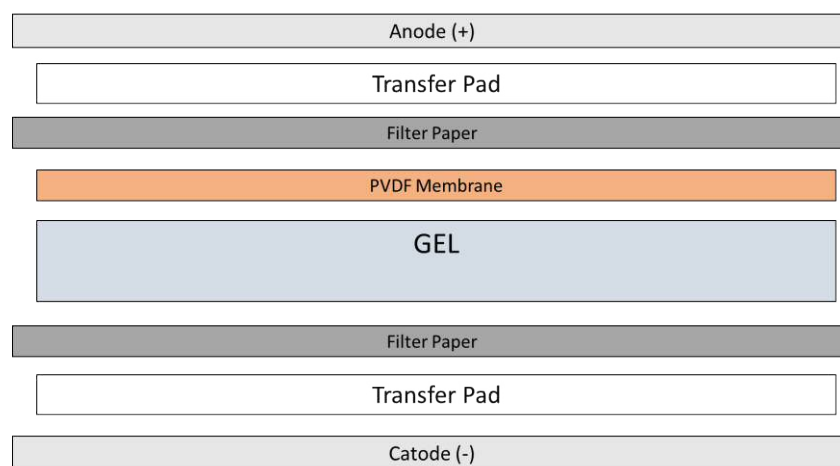 Anode (+)
Transfer Pad
Filter Paper
PVDF Membrane
GEL
Filter Paper
Transfer Pad
Catode (-)